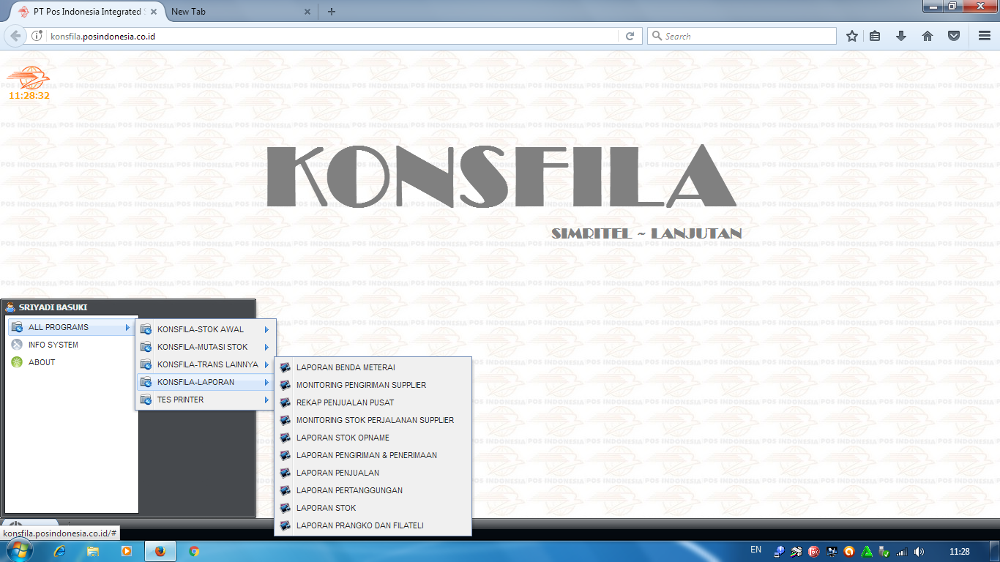 PT Pos Indonesia Integrated S
New Tab
konsfila.posindonesia.co.id
Search
11:28:32
POS INDONESIA
KONSFILA
SIMRITEL ~ LANJUTAN
SRIYADI BASUKI
ALL PROGRAMS
INFO SYSTEM
ABOUT
KONSFILA-STOK AWAL
KONSFILA-MUTASI STOK
KONSFILA-TRANS LAINNYA
KONSFILA-LAPORAN
TES PRINTER
LAPORAN BENDA METERAI
MONITORING PENGIRIMAN SUPPLIER
REKAP PENJUALAN PUSAT
MONITORING STOK PERJALANAN SUPPLIER
LAPORAN STOK OPNAME
LAPORAN PENGIRIMAN & PENERIMAAN
LAPORAN PENJUALAN
LAPORAN PERTANGGUNGAN
LAPORAN STOK
LAPORAN PRANGKO DAN FILATELI
konsfila.posindonesia.co.id/#
EN
11:28